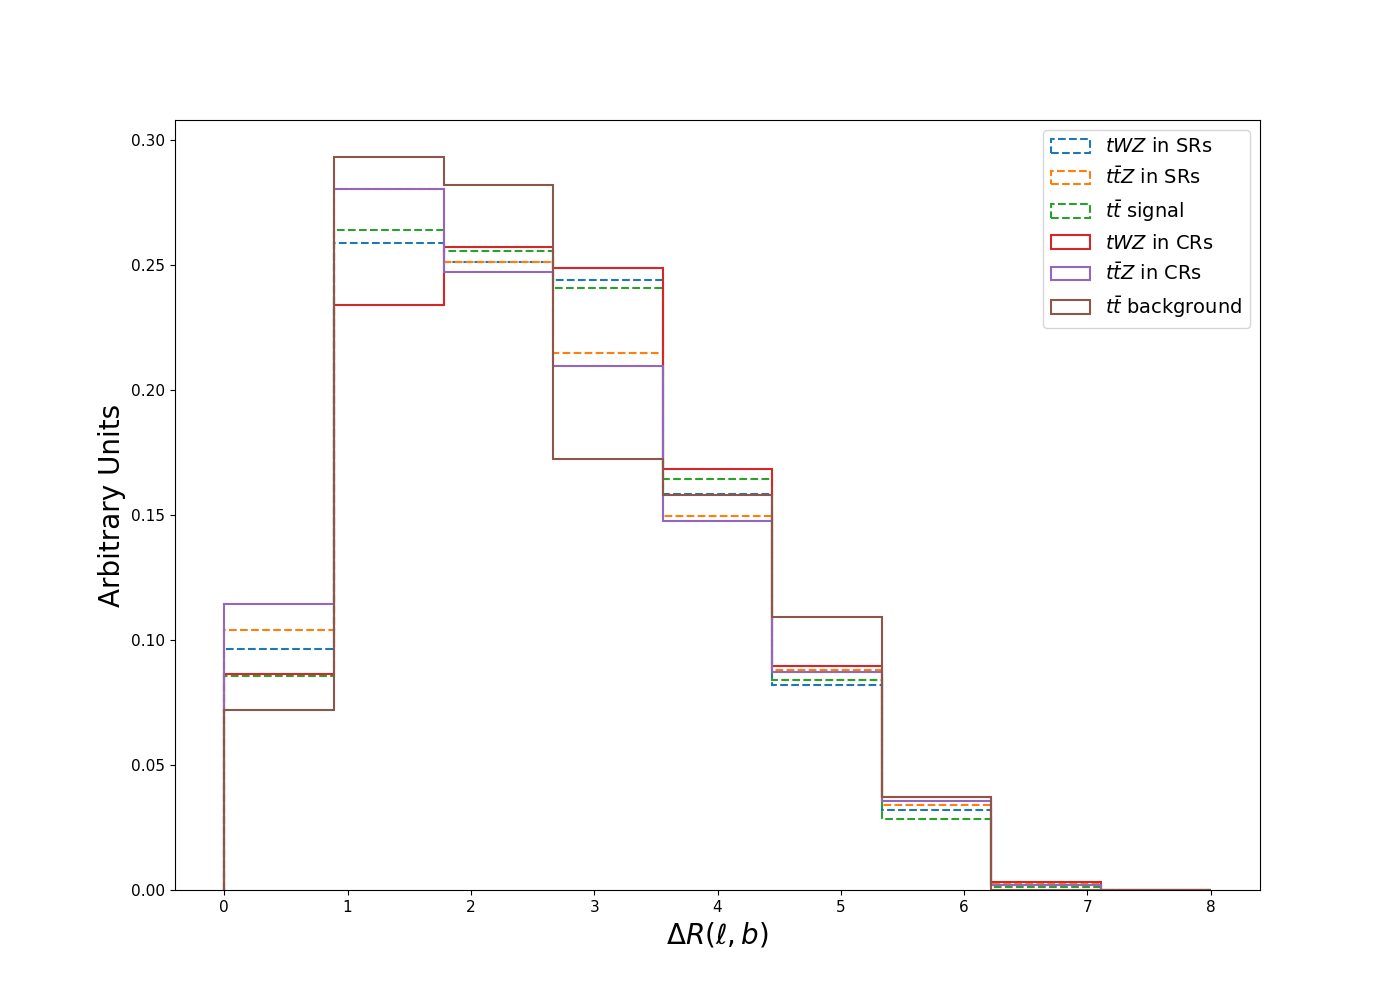 0.30
0.25
0.20
0.15
0.10
0.05
0.00
Arbitrary Units
0 1 2 3 4 5 6 7 8
ΔR(ℓ, b)
tWZ in SRs
tt̄Z in SRs
tt̄ signal
tWZ in CRs
tt̄Z in CRs
tt̄ background